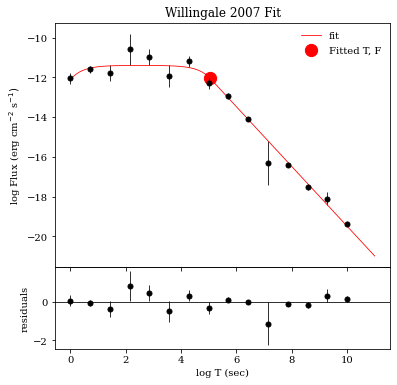 Willingale 2007 Fit
fit
Fitted T, F
log Flux (erg cm⁻² s⁻¹)
−10
−12
−14
−16
−18
−20
residuals
0
−2
0
2
4
6
8
10
log T (sec)